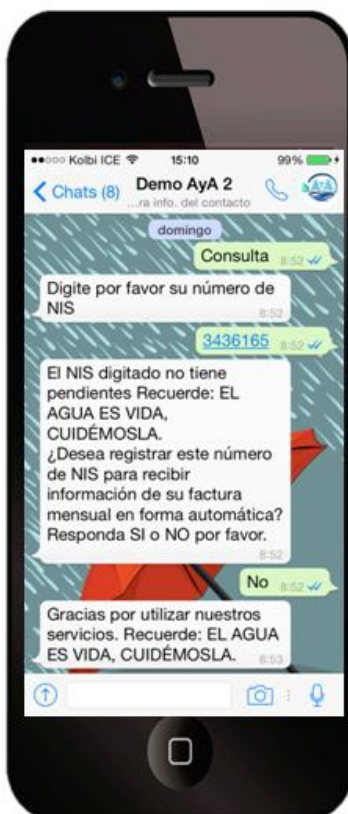 Kolbi ICE 15:10 99%
Chats (8) Demo AyA 2
...ra info. del contacto
AyA
domingo
Consulta 8:52
Digite por favor su número de
NIS
8:52
3436165 8:52
El NIS digitado no tiene
pendientes Recuerde: EL
AGUA ES VIDA,
CUIDÉMOSLA.
¿Desea registrar este número
de NIS para recibir
información de su factura
mensual en forma automática?
Responda SI o NO por favor.
8:52
No 8:52
Gracias por utilizar nuestros
servicios. Recuerde: EL AGUA
ES VIDA, CUIDÉMOSLA. 8:53